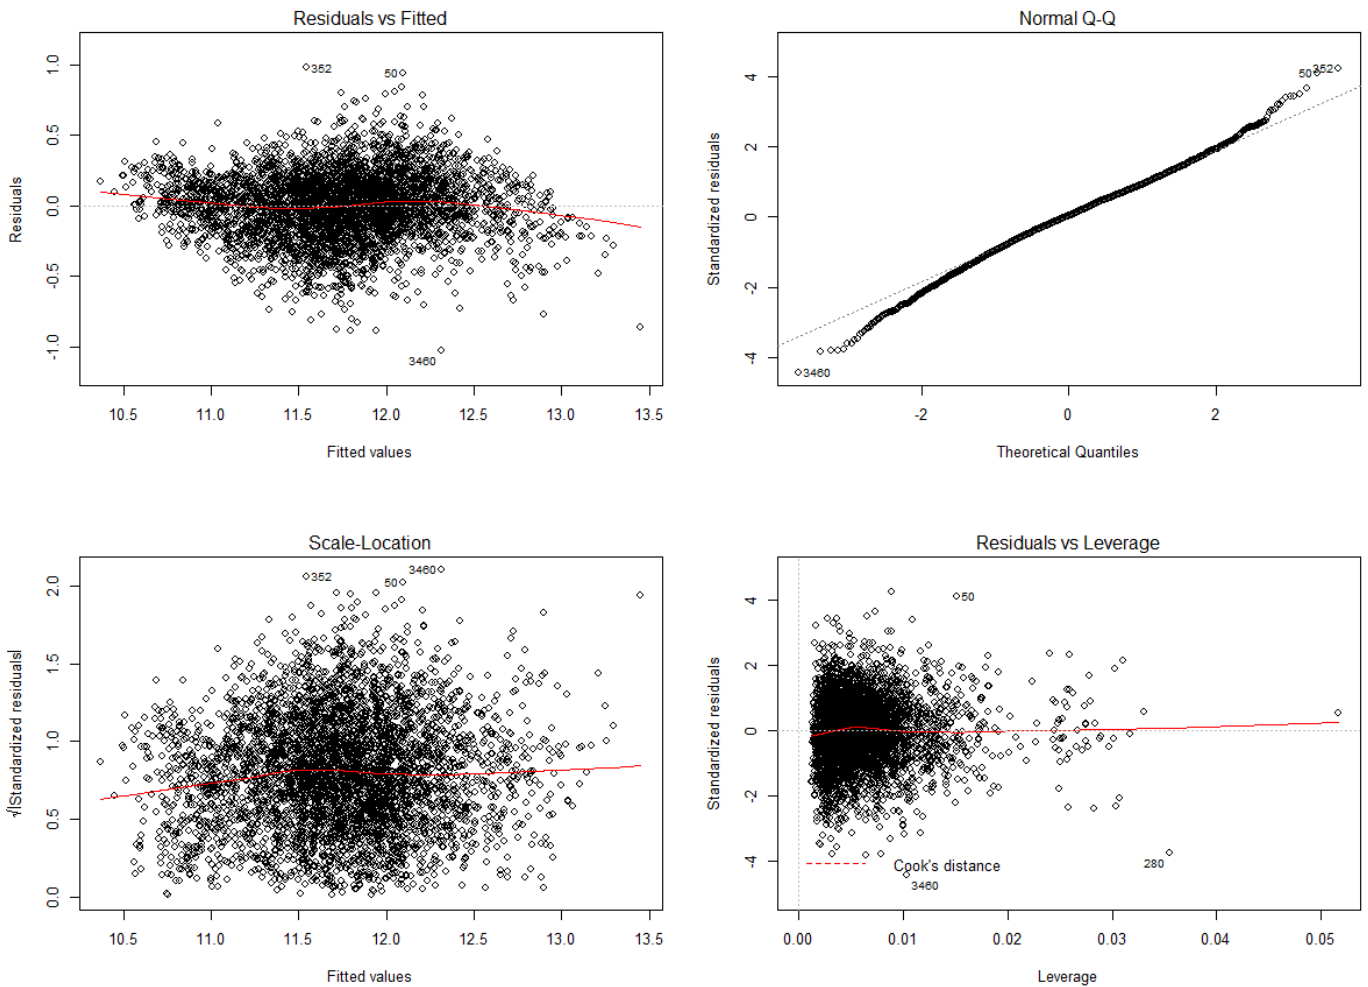 Residuals vs Fitted
Residuals
1.0
0.5
0.0
-0.5
-1.0
352
50
3460
10.5 11.0 11.5 12.0 12.5 13.0 13.5
Fitted values
Normal Q-Q
Standardized residuals
4
2
0
-2
-4
50 352
3460
-2 0 2
Theoretical Quantiles
Scale-Location
√|Standardized residuals|
2.0
1.5
1.0
0.5
0.0
352
50
3460
10.5 11.0 11.5 12.0 12.5 13.0 13.5
Fitted values
Residuals vs Leverage
Standardized residuals
4
2
0
-2
-4
50
280
Cook's distance
3460
0.00 0.01 0.02 0.03 0.04 0.05
Leverage